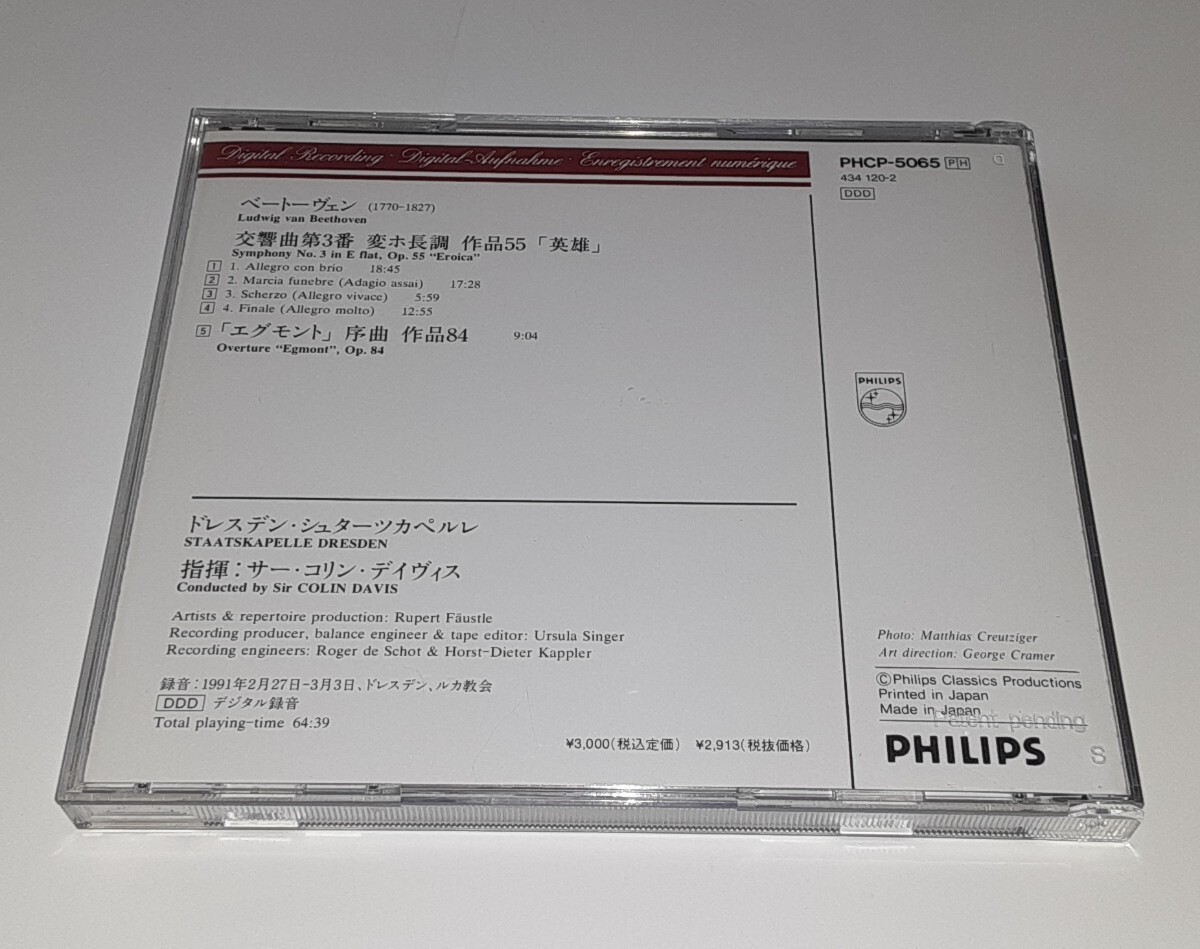 Digital Recording · Digital-Aufnahme · Enregistrement numérique
ベートーヴェン (1770-1827)
Ludwig van Beethoven
交響曲第3番 変ホ長調 作品55「英雄」
Symphony No. 3 in E flat, Op. 55 “Eroica”
1 1. Allegro con brio 18:45
2 2. Marcia funebre (Adagio assai) 17:28
3 3. Scherzo (Allegro vivace) 5:59
4 4. Finale (Allegro molto) 12:55
5 「エグモント」序曲 作品84 9:04
Overture “Egmont”, Op. 84
ドレスデン・シュターツカペルレ
STAATSKAPELLE DRESDEN
指揮：サー・コリン・デイヴィス
Conducted by Sir COLIN DAVIS
Artists & repertoire production: Rupert Fäustle
Recording producer, balance engineer & tape editor: Ursula Singer
Recording engineers: Roger de Schot & Horst-Dieter Kappler
録音：1991年2月27日-3月3日、ドレスデン、ルカ教会
DDD デジタル録音
Total playing-time 64:39
¥3,000(税込定価) ¥2,913(税抜価格)
PHCP-5065 PH
434 120-2
DDD
PHILIPS
Photo: Matthias Creutziger
Art direction: George Cramer
©Philips Classics Productions
Printed in Japan
Made in Japan
Patent pending
PHILIPS
S